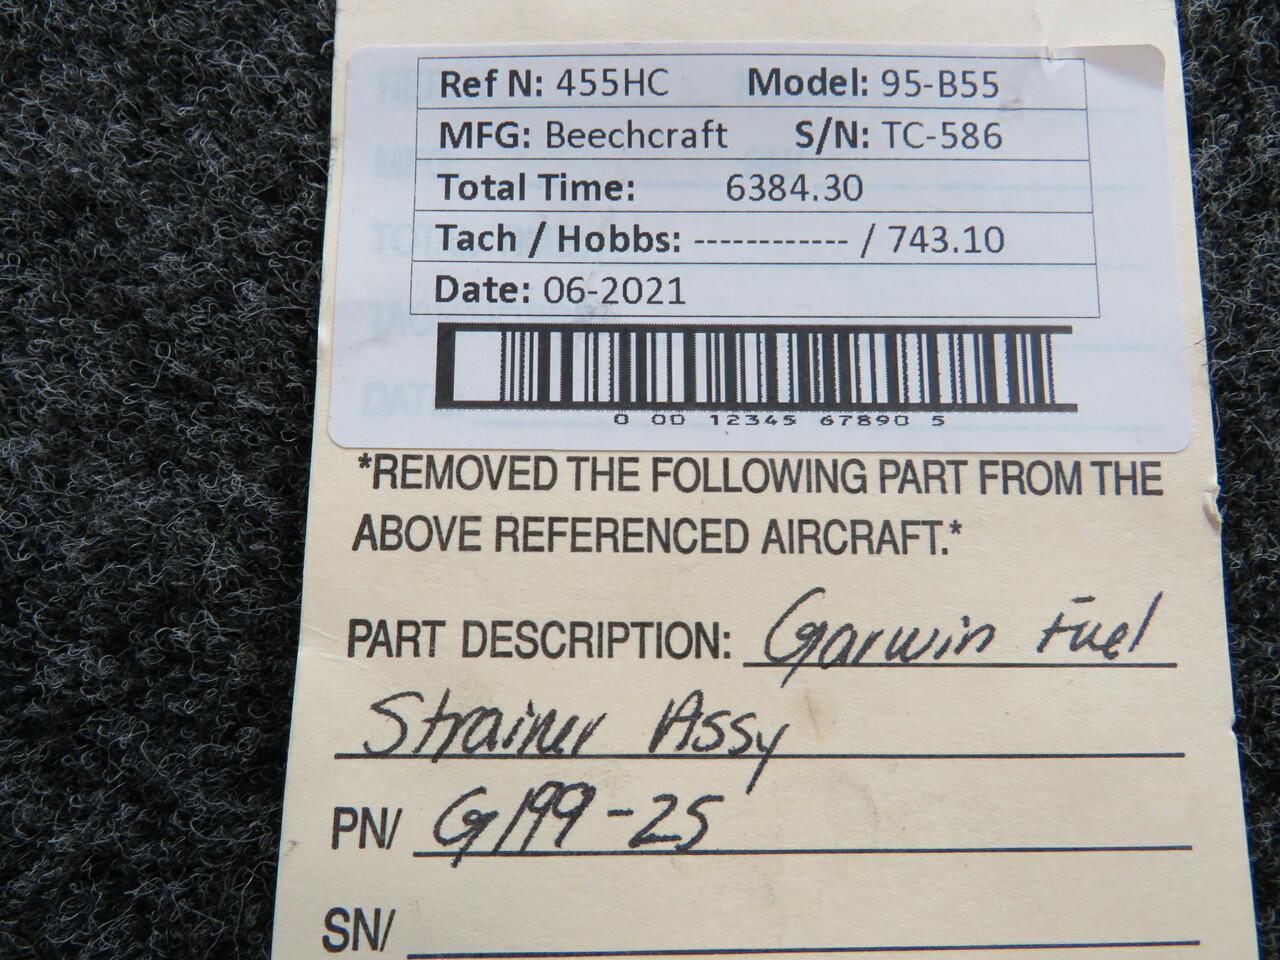 Ref N: 455HC Model: 95-B55
MFG: Beechcraft S/N: TC-586
Total Time: 6384.30
Tach / Hobbs: ------------ / 743.10
Date: 06-2021
0 00 12345 67890 5
*REMOVED THE FOLLOWING PART FROM THE
ABOVE REFERENCED AIRCRAFT.*
PART DESCRIPTION: Garwin Fuel
Strainer Assy
PN/ G199-25
SN/